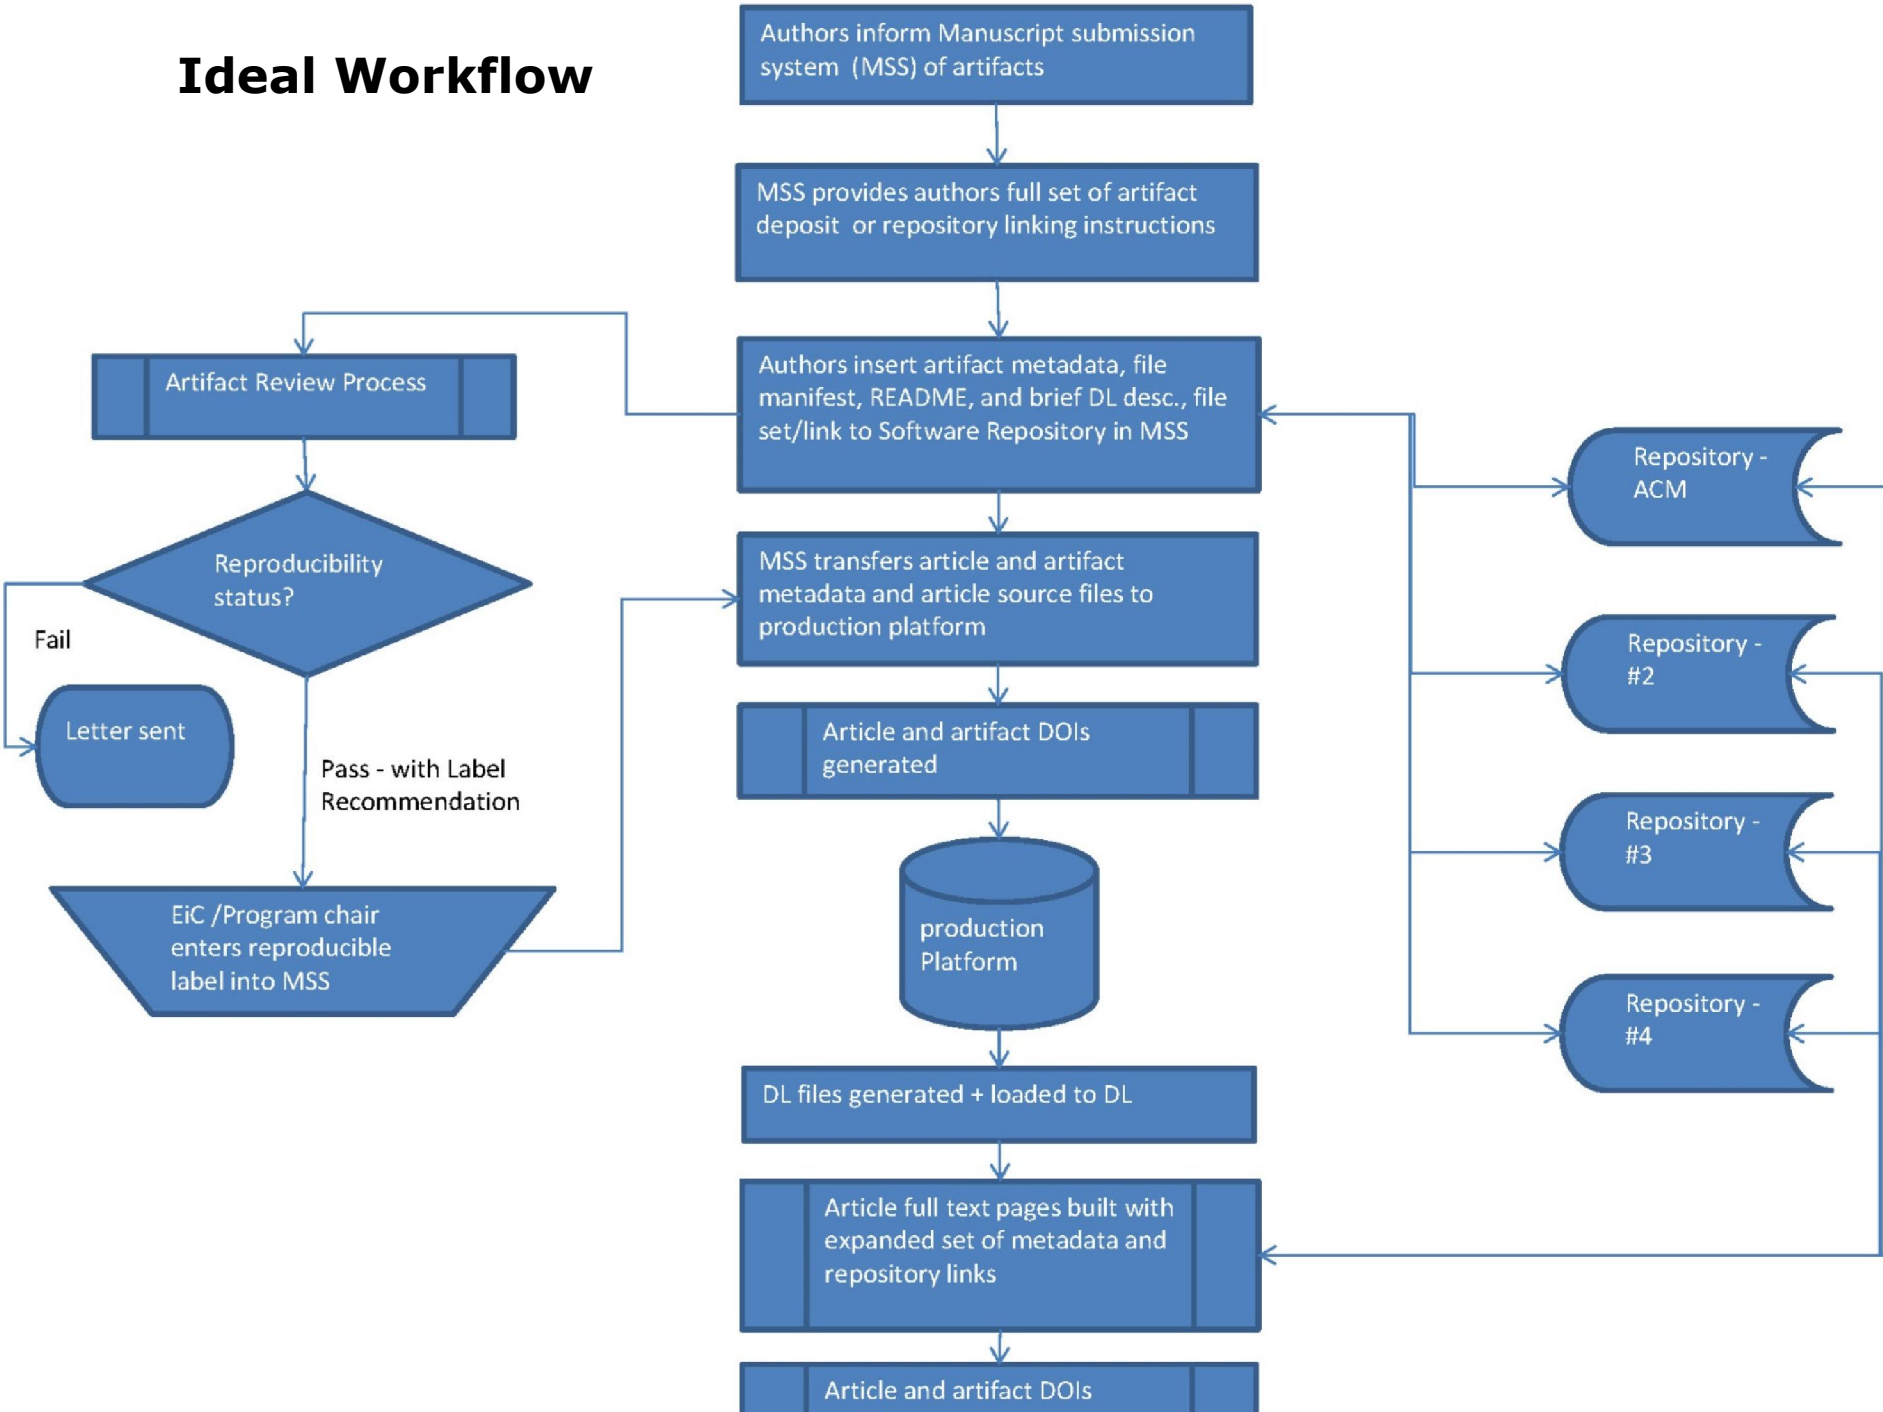 Ideal Workflow
Authors inform Manuscript submission
system (MSS) of artifacts
MSS provides authors full set of artifact
deposit or repository linking instructions
Authors insert artifact metadata, file
manifest, README, and brief DL desc., file
set/link to Software Repository in MSS
Artifact Review Process
Reproducibility
status?
Fail
Letter sent
Pass - with Label
Recommendation
EiC /Program chair
enters reproducible
label into MSS
MSS transfers article and artifact
metadata and article source files to
production platform
Article and artifact DOIs
generated
production
Platform
DL files generated + loaded to DL
Article full text pages built with
expanded set of metadata and
repository links
Article and artifact DOIs
Repository -
ACM
Repository -
#2
Repository -
#3
Repository -
#4